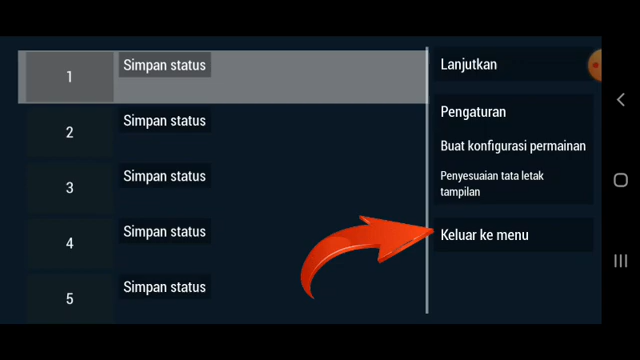 1
Simpan status
2
Simpan status
3
Simpan status
4
Simpan status
5
Simpan status
Lanjutkan
Pengaturan
Buat konfigurasi permainan
Penyesuaian tata letak
tampilan
Keluar ke menu